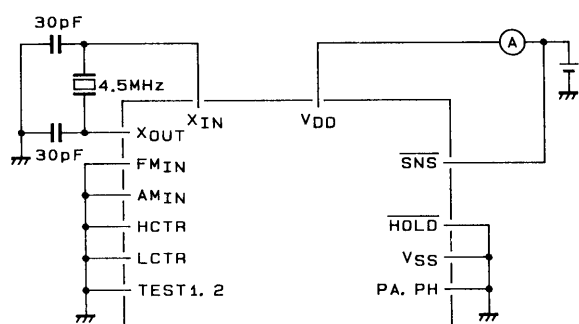 30pF
A
4.5MHz
XIN
VDD
XOUT
30pF
FMIN
SNS
AMIN
HCTR
HOLD
LCTR
VSS
TEST1. 2
PA. PH